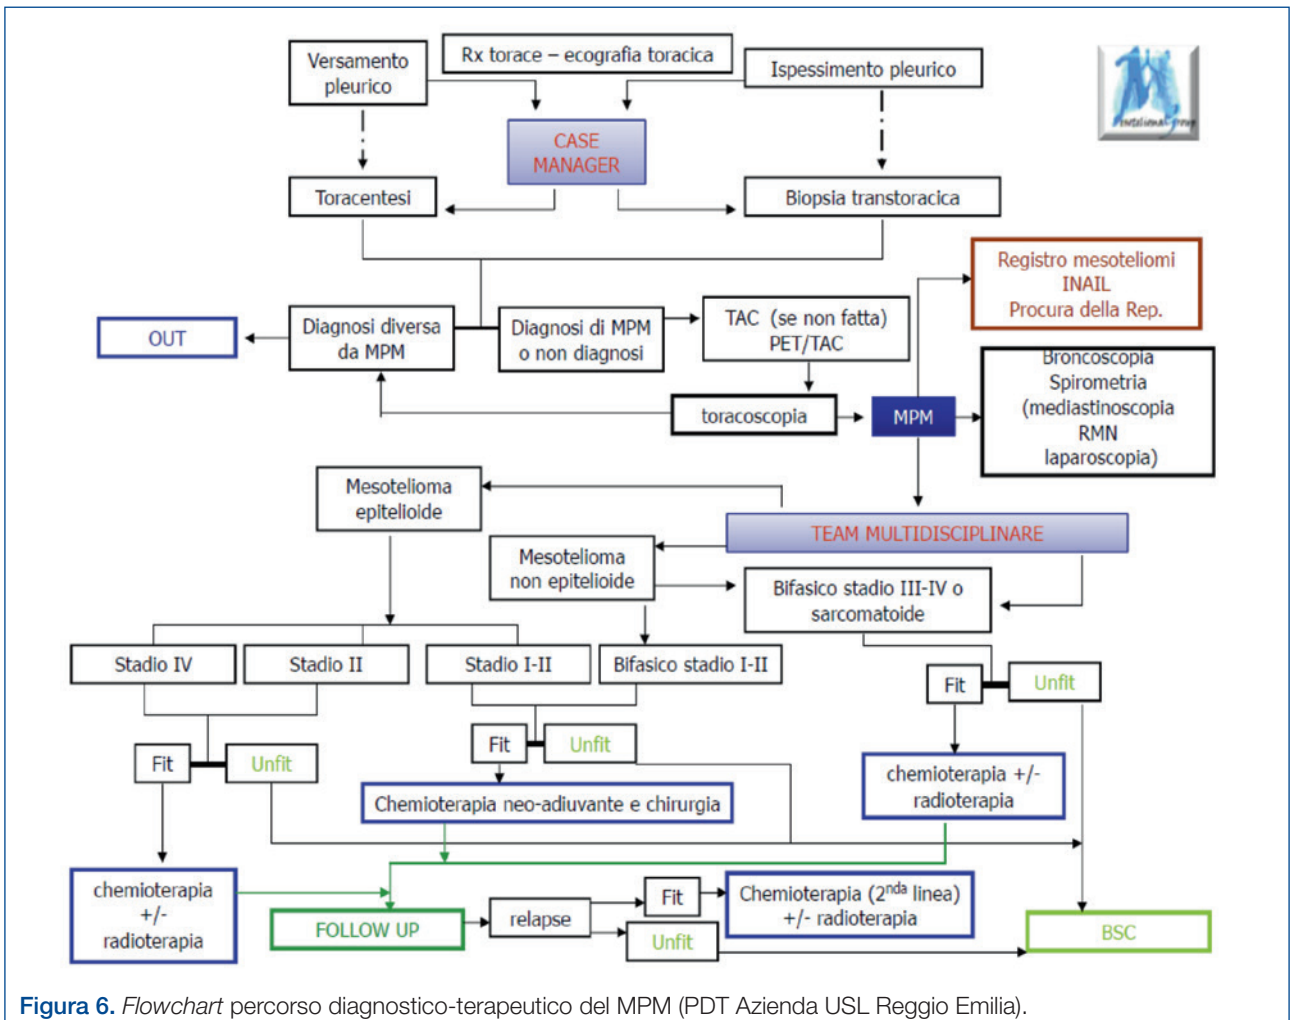 Versamento
pleurico
Rx torace – ecografia toracica
Ispessimento pleurico
CASE
MANAGER
Toracentesi
Biopsia transtoracica
Registro mesoteliomi
INAIL
Procura della Rep.
OUT
Diagnosi diversa
da MPM
Diagnosi di MPM
o non diagnosi
TAC (se non fatta)
PET/TAC
Broncoscopia
Spirometria
(mediastinoscopia
RMN
laparoscopia)
toracoscopia
MPM
Mesotelioma
epitelioide
TEAM MULTIDISCIPLINARE
Mesotelioma
non epitelioide
Bifasico stadio III-IV o
sarcomatoide
Stadio IV
Stadio II
Stadio I-II
Bifasico stadio I-II
Fit
Unfit
Fit
Unfit
Fit
Unfit
chemioterapia +/-
radioterapia
Chemioterapia neo-adiuvante e chirurgia
chemioterapia
+/-
radioterapia
FOLLOW UP
relapse
Fit
Unfit
Chemioterapia (2nda linea)
+/- radioterapia
BSC
Figura 6. Flowchart percorso diagnostico-terapeutico del MPM (PDT Azienda USL Reggio Emilia).